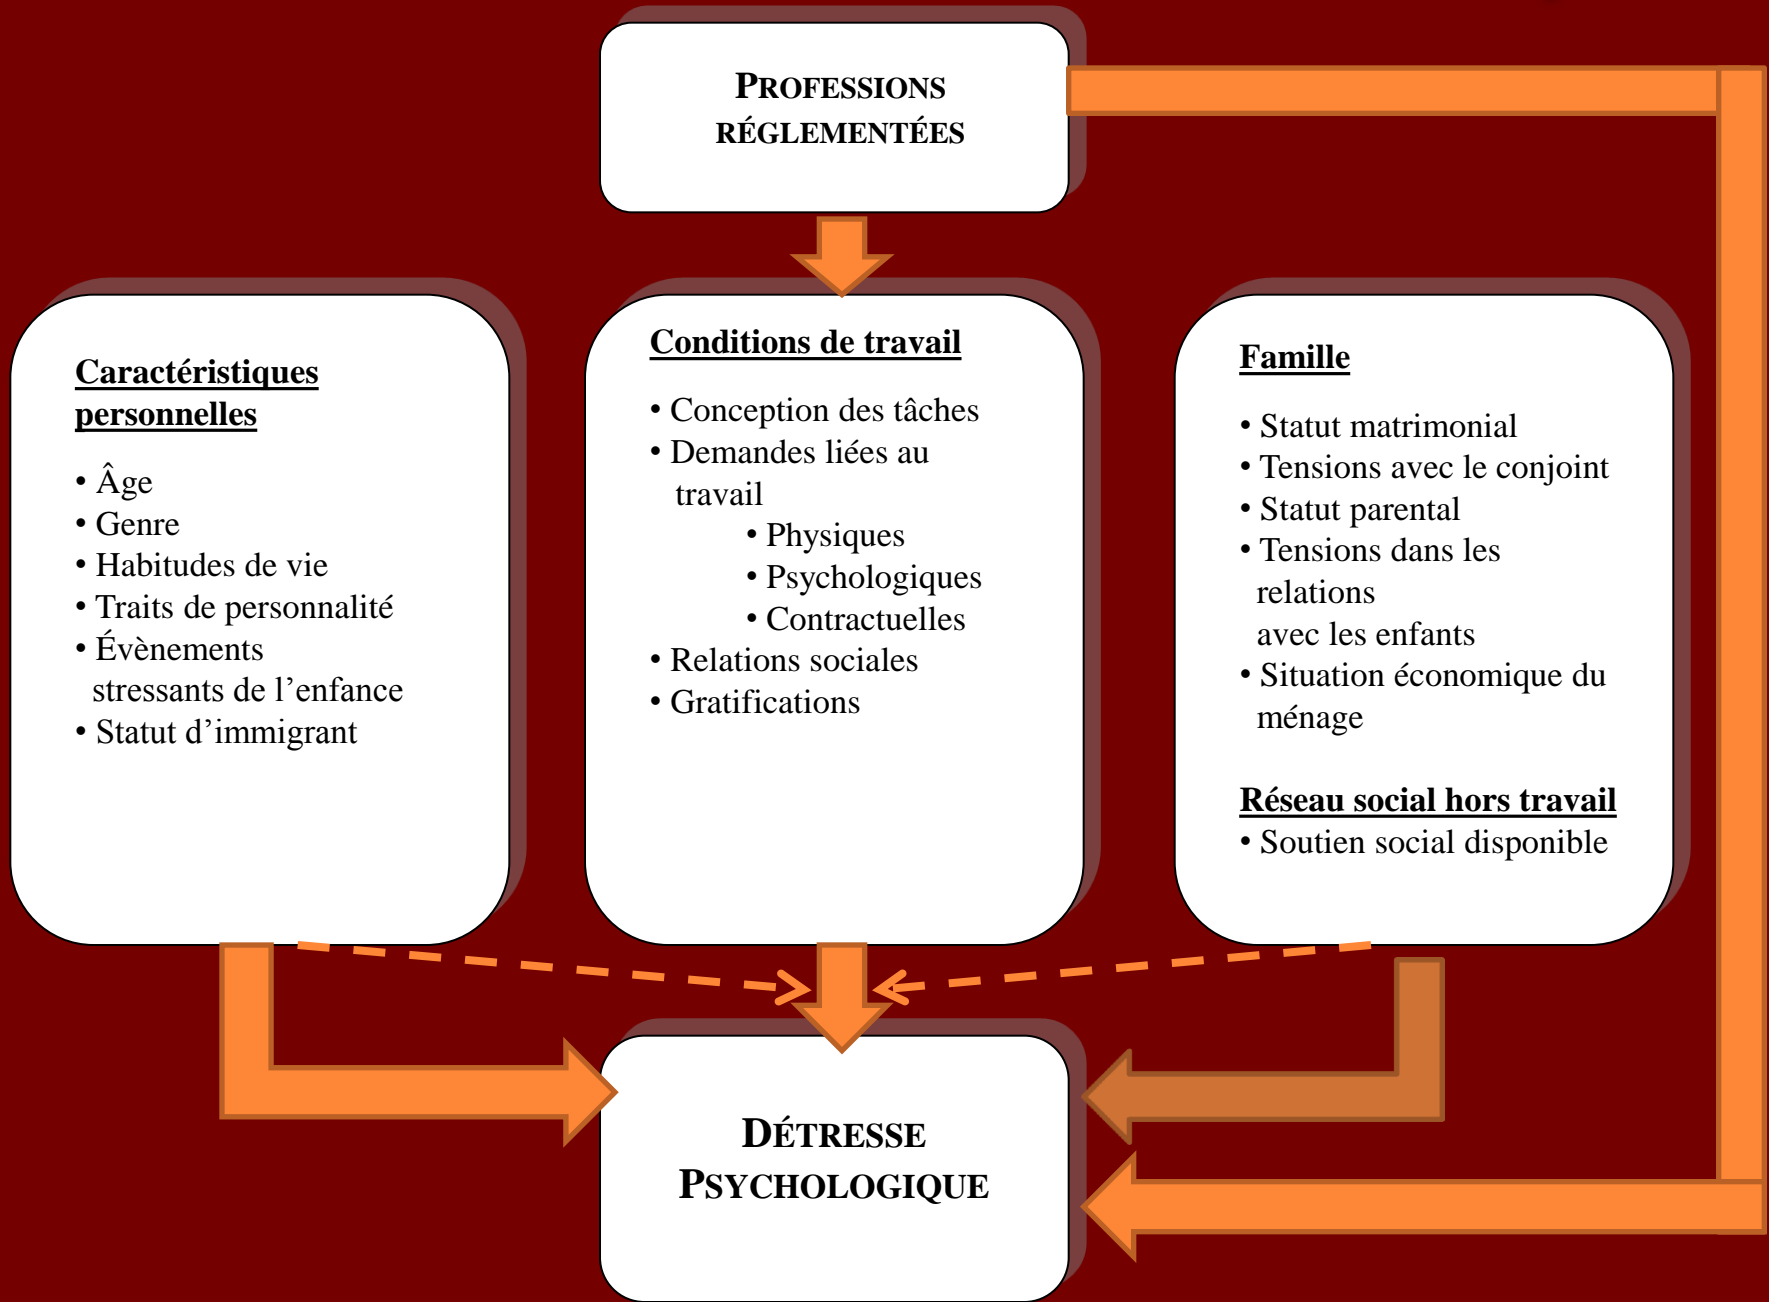 PROFESSIONS
RÉGLEMENTÉES
Caractéristiques
personnelles
• Âge
• Genre
• Habitudes de vie
• Traits de personnalité
• Évènements
stressants de l’enfance
• Statut d’immigrant
Conditions de travail
• Conception des tâches
• Demandes liées au
travail
• Physiques
• Psychologiques
• Contractuelles
• Relations sociales
• Gratifications
Famille
• Statut matrimonial
• Tensions avec le conjoint
• Statut parental
• Tensions dans les
relations
avec les enfants
• Situation économique du
ménage
Réseau social hors travail
• Soutien social disponible
DÉTRESSE
PSYCHOLOGIQUE